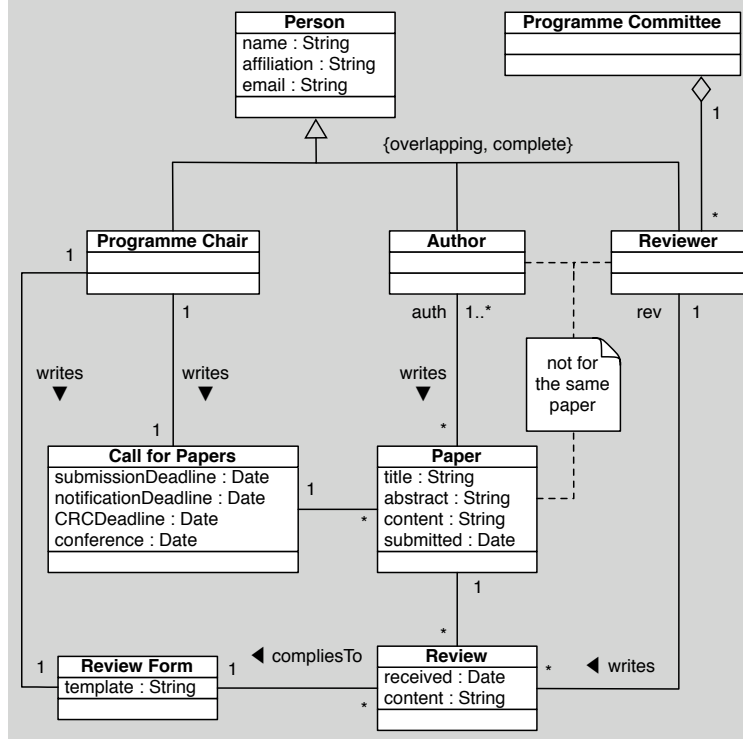 Person
name : String
affiliation : String
email : String
Programme Committee
1
{overlapping, complete}
*
Programme Chair
Author
Reviewer
1
1
auth
1..*
rev
1
writes
writes
writes
not for
the same
paper
1
*
Call for Papers
submissionDeadline : Date
notificationDeadline : Date
CRCDeadline : Date
conference : Date
1
*
Paper
title : String
abstract : String
content : String
submitted : Date
1
*
1
Review Form
template : String
1
compliesTo
*
Review
received : Date
content : String
*
writes